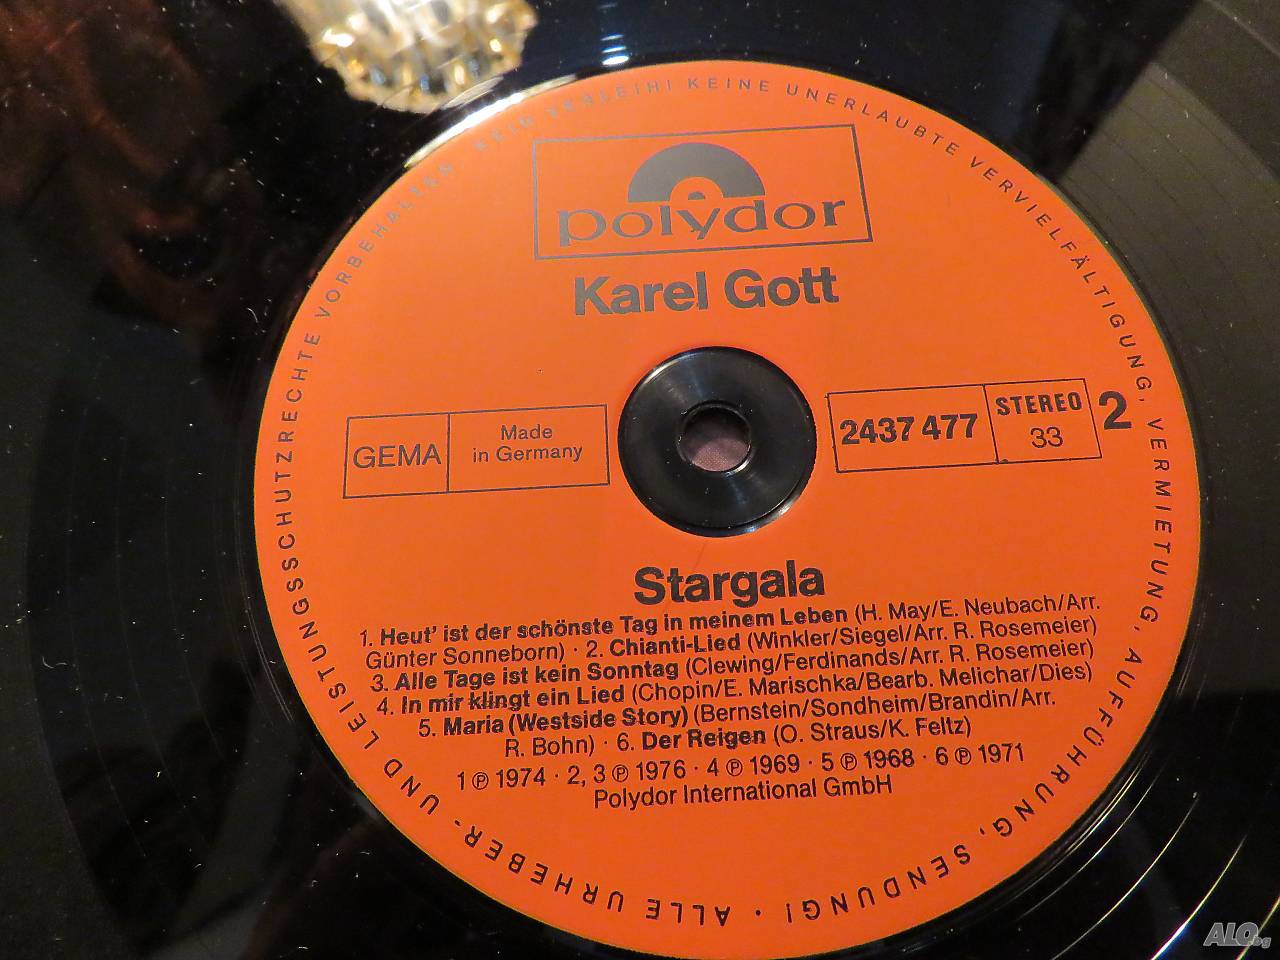 ALLE URHEBER- UND LEISTUNGSSCHUTZRECHTE VORBEHALTEN · KEIN VERLEIH! KEINE UNERLAUBTE VERVIELFÄLTIGUNG, VERMIETUNG, AUFFÜHRUNG, SENDUNG! ·
polydor
Karel Gott
GEMA
Made
in Germany
2437 477
STEREO
33
2
Stargala
1. Heut' ist der schönste Tag in meinem Leben (H. May/E. Neubach/Arr.
Günter Sonneborn) · 2. Chianti-Lied (Winkler/Siegel/Arr. R. Rosemeier)
3. Alle Tage ist kein Sonntag (Clewing/Ferdinands/Arr. R. Rosemeier)
4. In mir klingt ein Lied (Chopin/E. Marischka/Bearb. Melichar/Dies)
5. Maria (Westside Story) (Bernstein/Sondheim/Brandin/Arr.
R. Bohn) · 6. Der Reigen (O. Straus/K. Feltz)
1 ℗ 1974 · 2, 3 ℗ 1976 · 4 ℗ 1969 · 5 ℗ 1968 · 6 ℗ 1971
Polydor International GmbH
ALO.bg